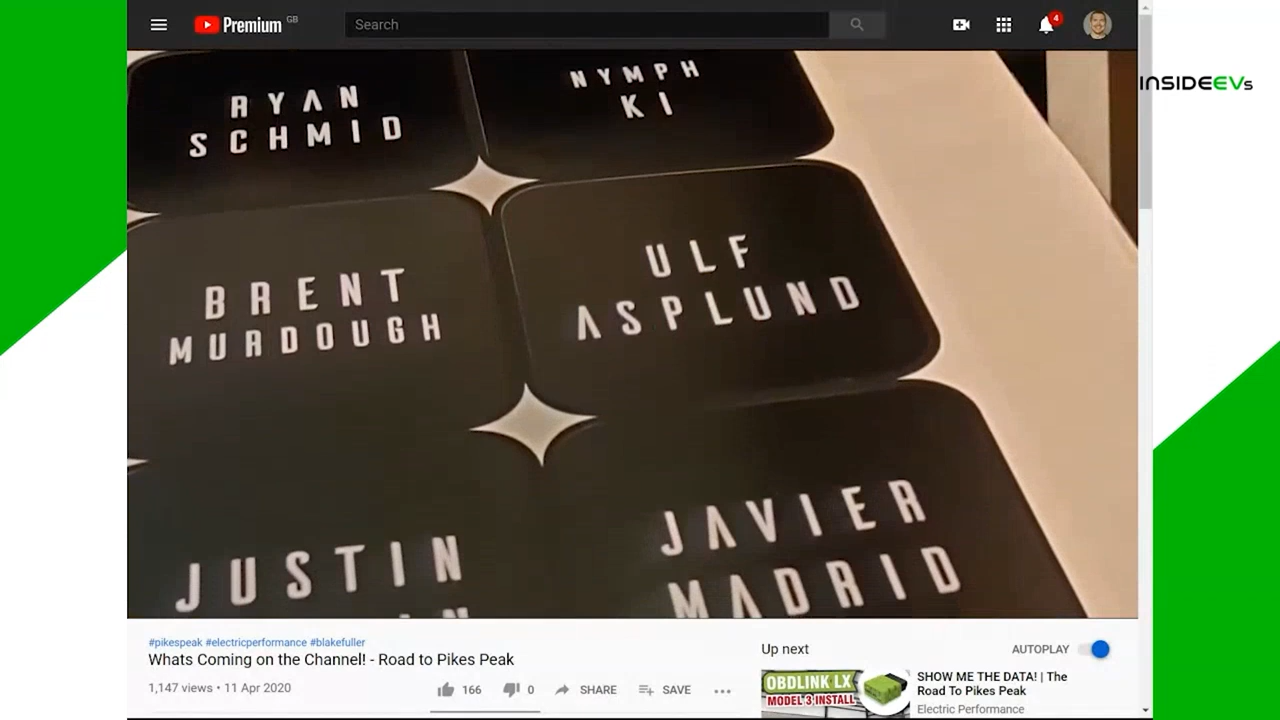 Premium GB
Search
4
INSIDEEVs
RYAN
SCHMID
NYMPH
KI
BRENT
MURDOUGH
ULF
ASPLUND
JUSTIN
JAVIER
MADRID
#pikespeak #electricperformance #blakefuller
Whats Coming on the Channel! - Road to Pikes Peak
1,147 views • 11 Apr 2020
166
0
SHARE
SAVE
Up next
AUTOPLAY
OBDLINK LX
MODEL 3 INSTALL
SHOW ME THE DATA! | The
Road To Pikes Peak
Electric Performance